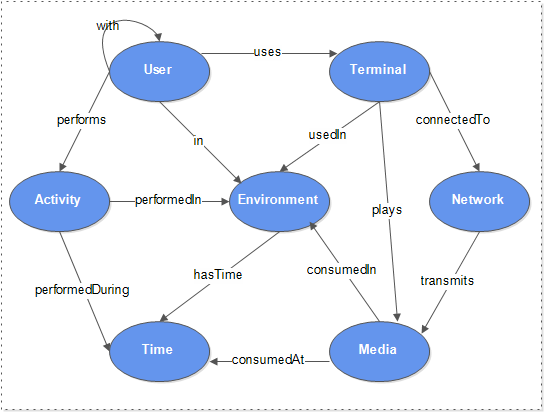 with
User
uses
Terminal
performs
in
usedIn
connectedTo
Activity
performedIn
Environment
plays
Network
performedDuring
hasTime
consumedIn
transmits
Time
consumedAt
Media